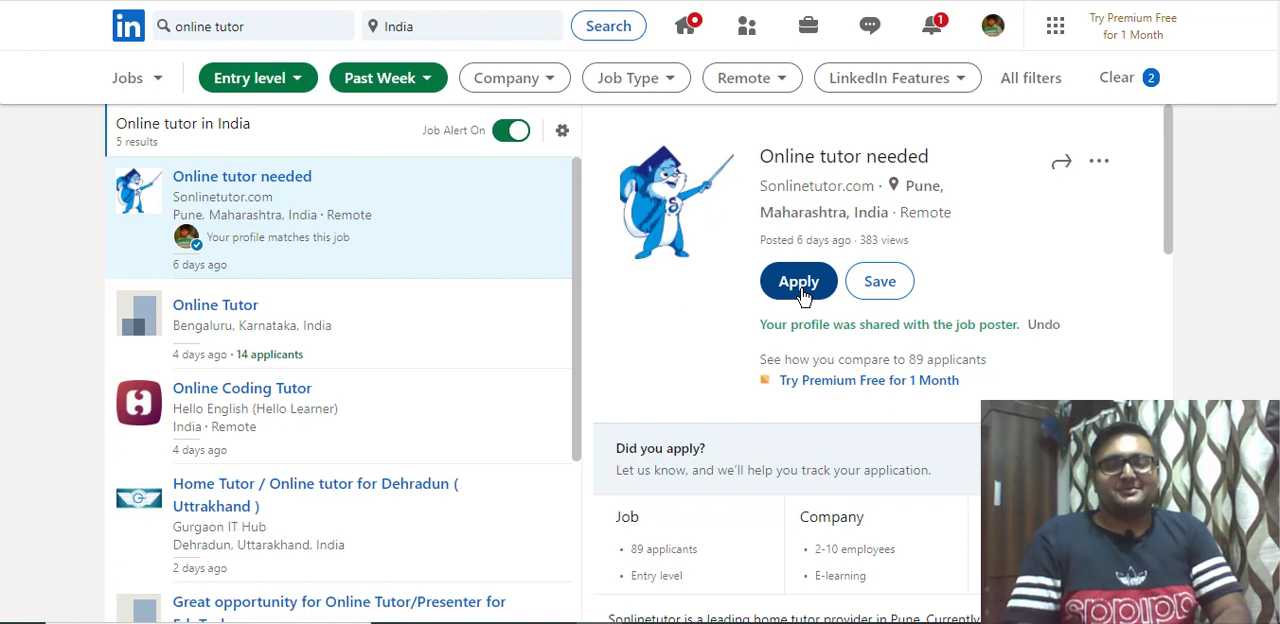 in
online tutor
India
Search
1
Try Premium Free
for 1 Month
Jobs
Entry level
Past Week
Company
Job Type
Remote
LinkedIn Features
All filters
Clear 2
Online tutor in India
5 results
Job Alert On
Online tutor needed
Sonlinetutor.com
Pune, Maharashtra, India · Remote
Your profile matches this job
6 days ago
Online Tutor
Bengaluru, Karnataka, India
4 days ago · 14 applicants
Online Coding Tutor
Hello English (Hello Learner)
India · Remote
4 days ago
Home Tutor / Online tutor for Dehradun (
Uttrakhand )
Gurgaon IT Hub
Dehradun, Uttarakhand, India
2 days ago
Great opportunity for Online Tutor/Presenter for
S
Online tutor needed
Sonlinetutor.com · Pune,
Maharashtra, India · Remote
Posted 6 days ago · 383 views
Apply
Save
Your profile was shared with the job poster. Undo
See how you compare to 89 applicants
Try Premium Free for 1 Month
Did you apply?
Let us know, and we'll help you track your application.
Job
• 89 applicants
• Entry level
Company
• 2-10 employees
• E-learning
Sonlinetutor is a leading home tutor provider in Pune. Currently